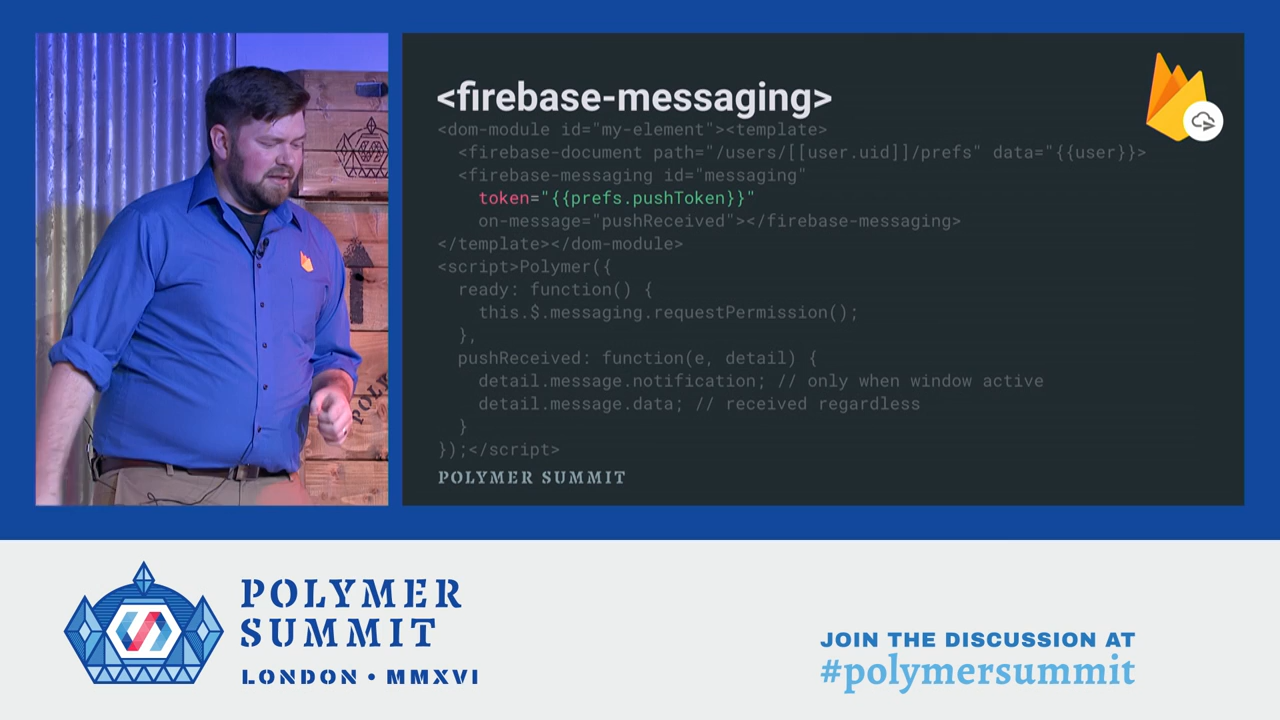 <firebase-messaging>
<dom-module id="my-element"><template>
<firebase-document path="/users/[[user.uid]]/prefs" data="{{user}}>
<firebase-messaging id="messaging"
token="{{prefs.pushToken}}"
on-message="pushReceived"></firebase-messaging>
</template></dom-module>
<script>Polymer({
ready: function() {
this.$.messaging.requestPermission();
},
pushReceived: function(e, detail) {
detail.message.notification; // only when window active
detail.message.data; // received regardless
}
});</script>
POLYMER SUMMIT
POLYMER
SUMMIT
LONDON • MMXVI
JOIN THE DISCUSSION AT
#polymersummit